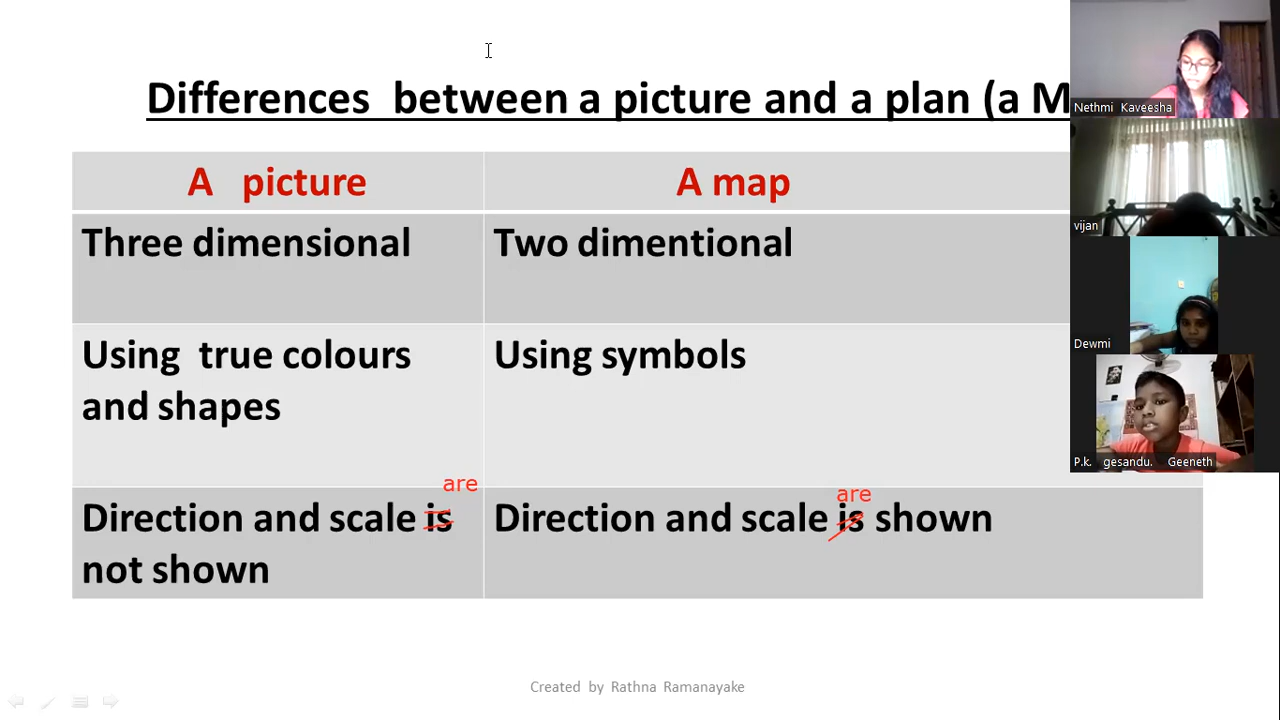 Differences between a picture and a plan (a M
A picture
A map
Three dimensional
Two dimentional
Using true colours
and shapes
Using symbols
are
Direction and scale is
not shown
are
Direction and scale is shown
Created by Rathna Ramanayake
Nethmi Kaveesha
vijan
Dewmi
P.k. gesandu. Geeneth